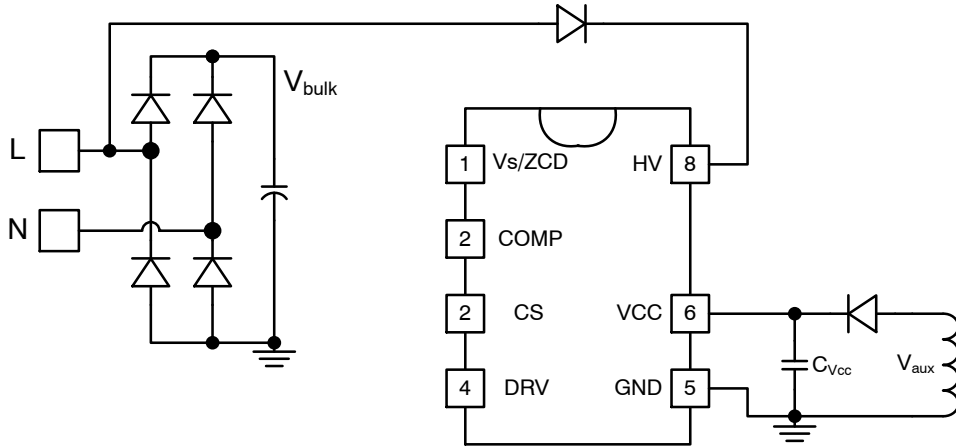 V_bulk
L
1 Vs/ZCD HV 8
N
2 COMP
2 CS VCC 6
C_Vcc V_aux
4 DRV GND 5